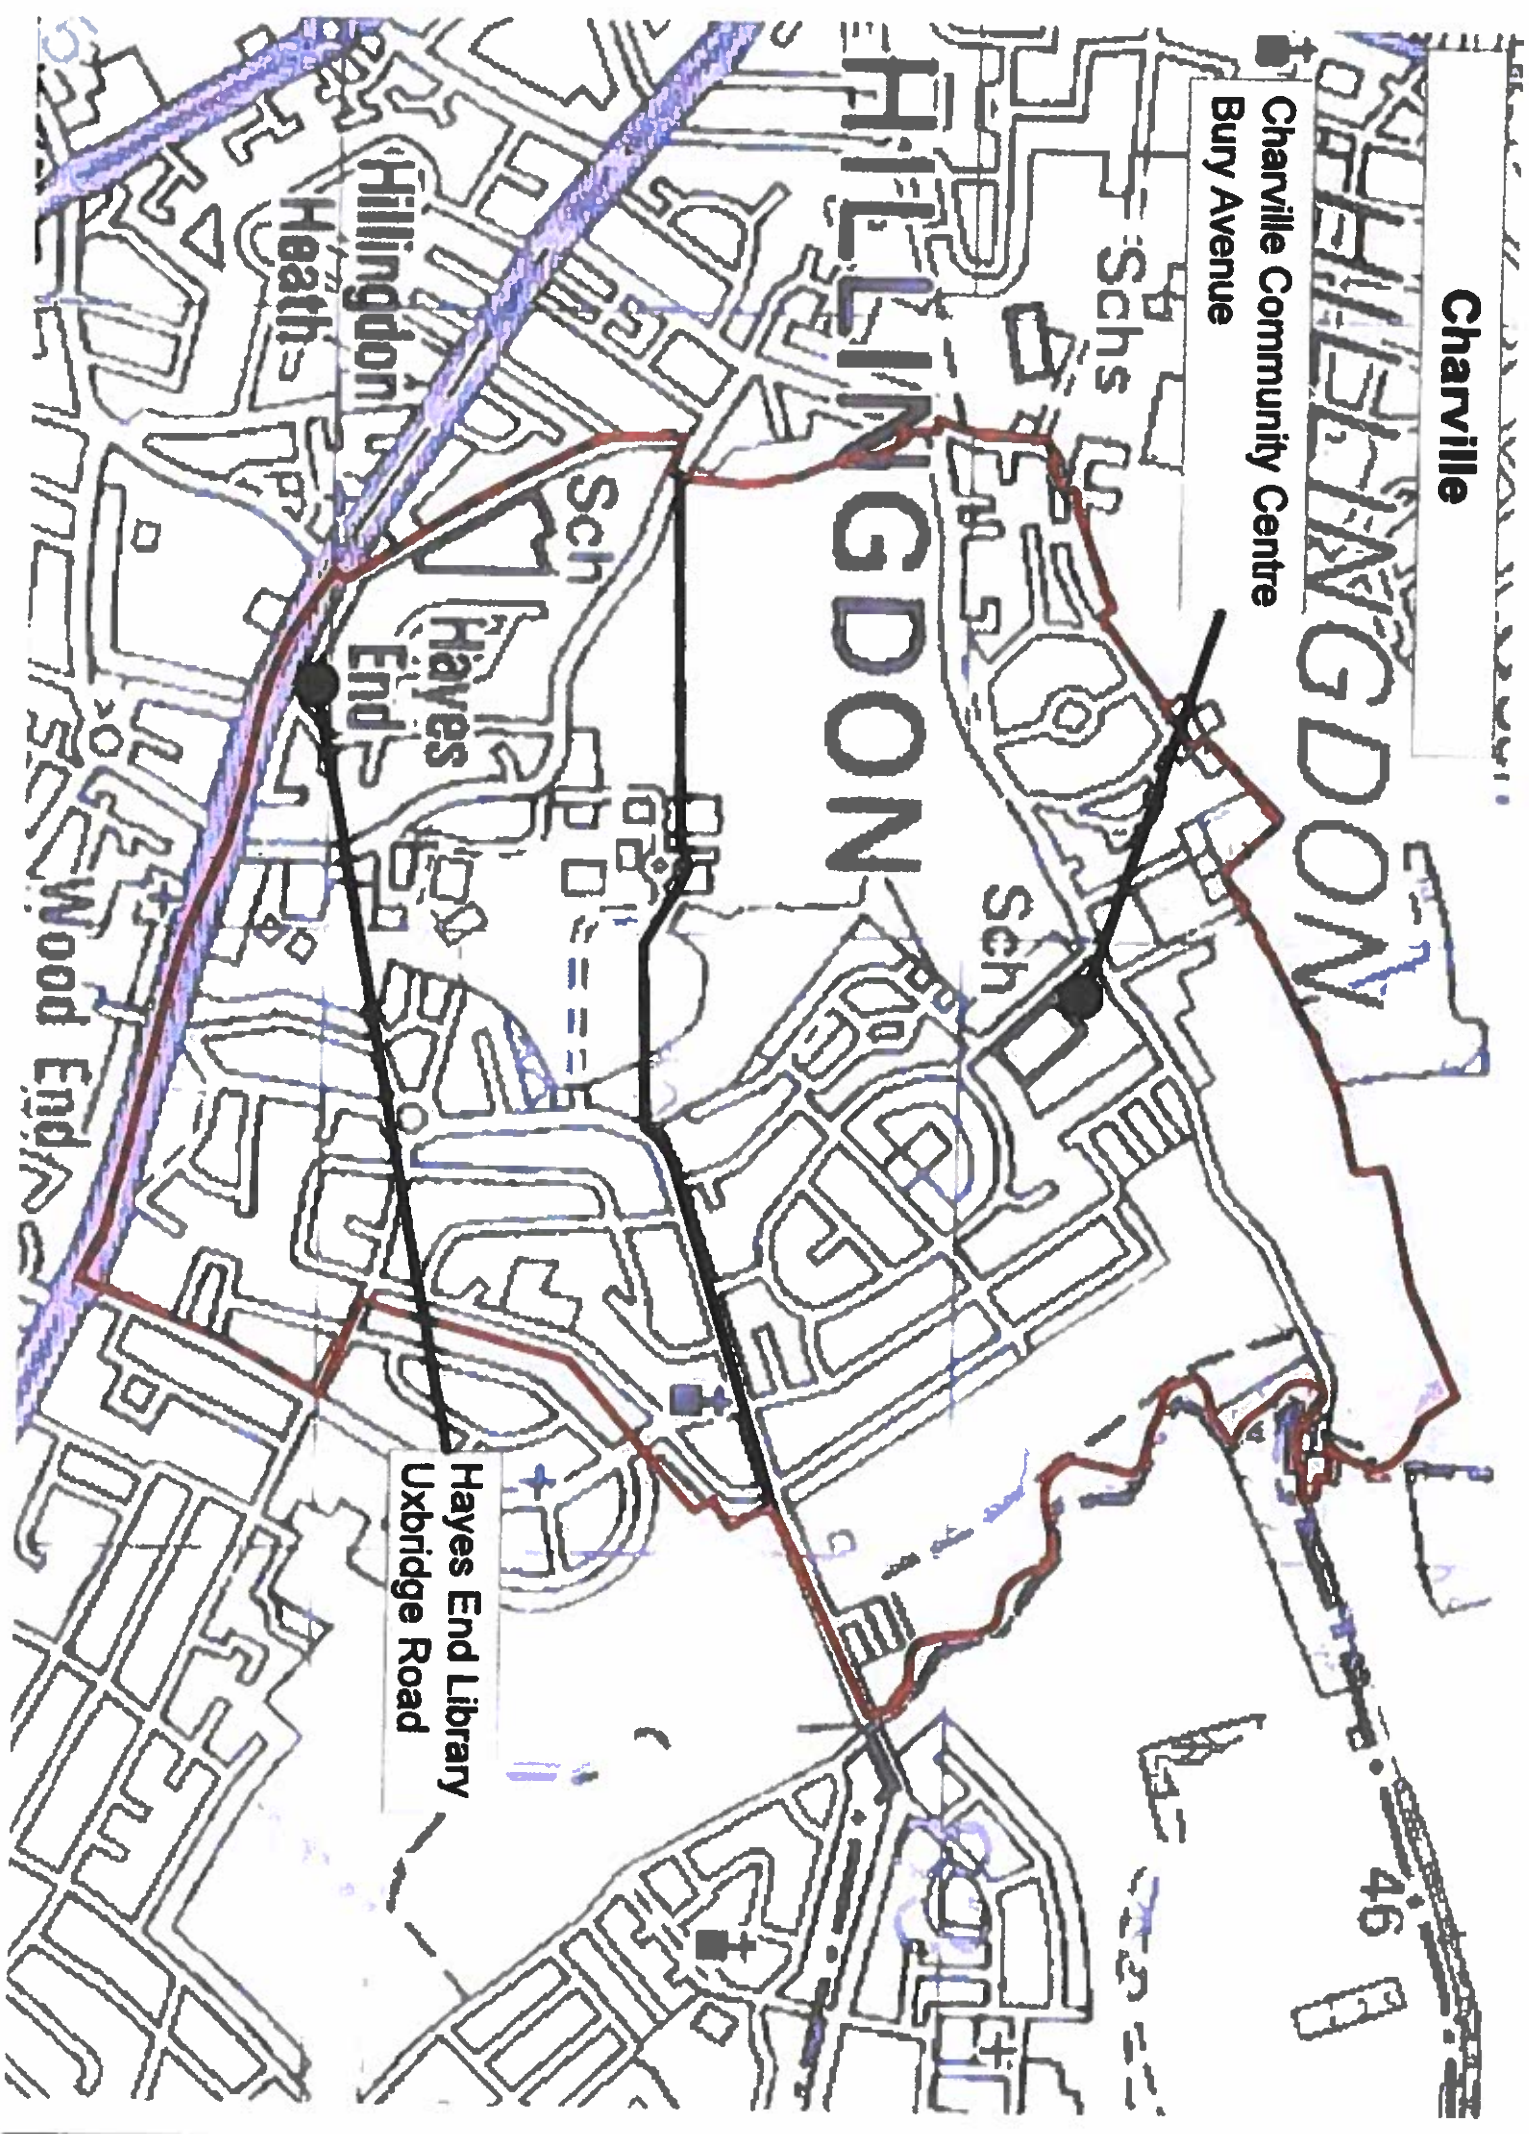 Charville
HILLINGDON
Charville Community Centre
Bury Avenue
Schs
HILLINGDON
Sch
Sch
Hayes
End
Hillingdon
Heath
Wood End
Hayes End Library
Uxbridge Road
46